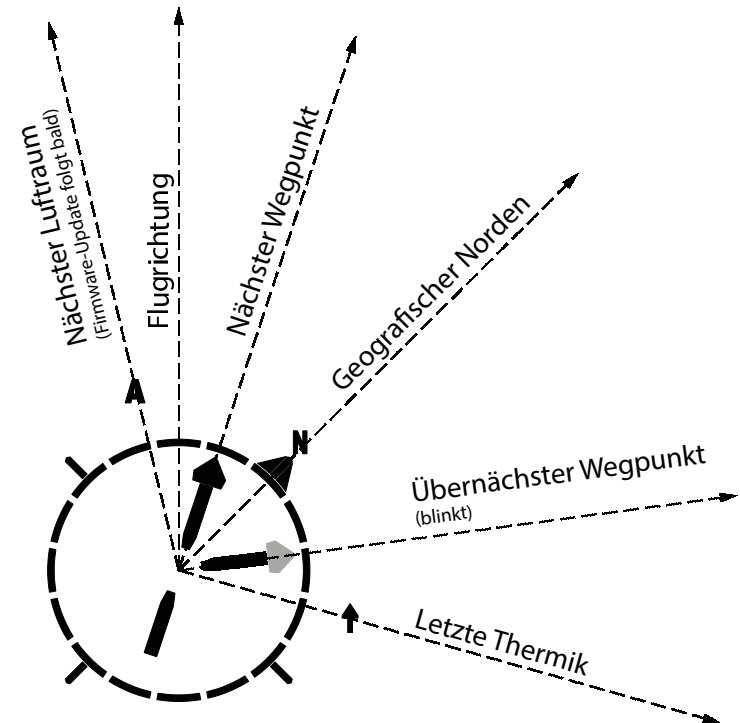 Nächster Luftraum
(Firmware-Update folgt bald)
Flugrichtung
Nächster Wegpunkt
Geografischer Norden
A
N
Übernächster Wegpunkt
(blinkt)
Letzte Thermik